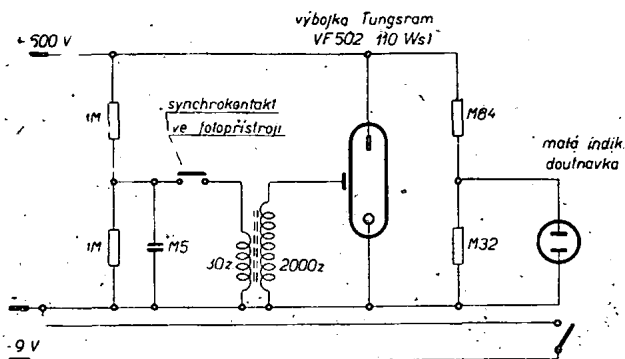 výbojka Tungsram
VF502 110 Wsl
+ 500 V
1M
synchrokontakt
ve fotopřístroji
M84
malá indik.
doutnavka
1M
M5
30z
2000z
M32
-9 V